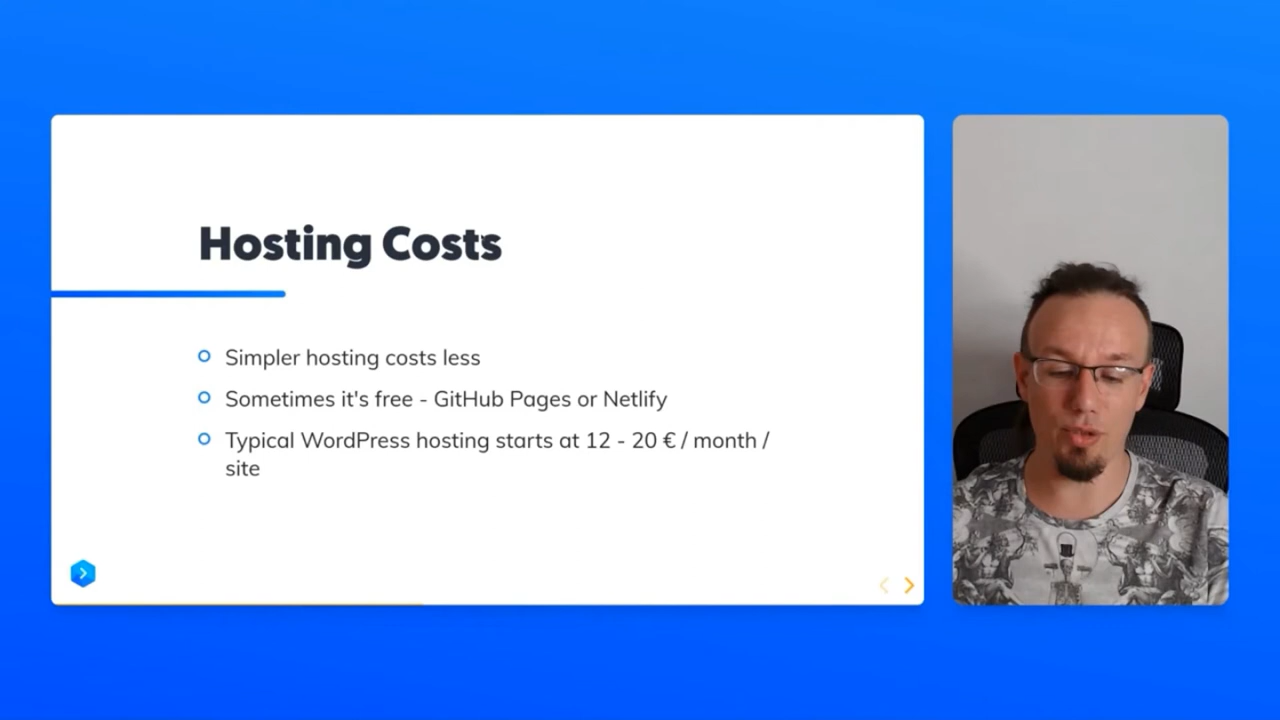 Hosting Costs
Simpler hosting costs less
Sometimes it's free - GitHub Pages or Netlify
Typical WordPress hosting starts at 12 - 20 € / month /
site